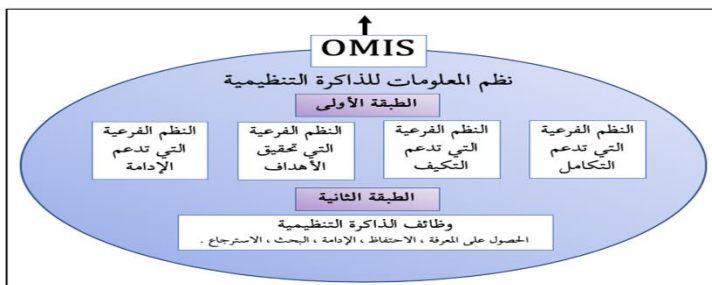 OMIS
نظم المعلومات للذاكرة التنظيمية
الطبقة الأولى
النظم الفرعية
التي تدعم
التكامل
النظم الفرعية
التي تدعم
التكيف
النظم الفرعية
التي تحقيق
الأهداف
النظم الفرعية
التي تدعم
الإدامة
الطبقة الثانية
وظائف الذاكرة التنظيمية
الحصول على المعرفة ، الاحتفاظ ، الإدامة ، البحث ، الاسترجاع .